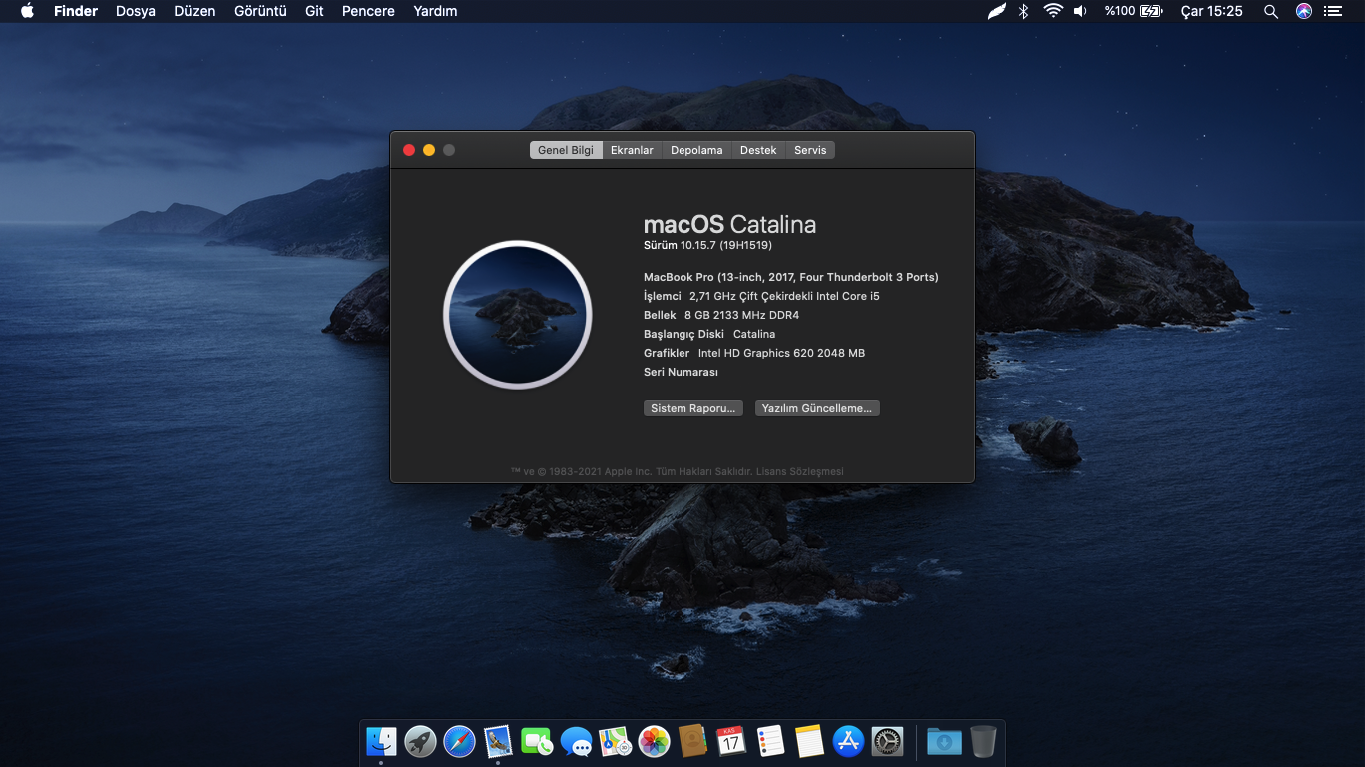 Finder Dosya Düzen Görüntü Git Pencere Yardım %100 Çar 15:25
Genel Bilgi Ekranlar Depolama Destek Servis
macOS Catalina
Sürüm 10.15.7 (19H1519)
MacBook Pro (13-inch, 2017, Four Thunderbolt 3 Ports)
İşlemci 2,71 GHz Çift Çekirdekli Intel Core i5
Bellek 8 GB 2133 MHz DDR4
Başlangıç Diski Catalina
Grafikler Intel HD Graphics 620 2048 MB
Seri Numarası
Sistem Raporu... Yazılım Güncelleme...
™ ve © 1983-2021 Apple Inc. Tüm Hakları Saklıdır. Lisans Sözleşmesi
KAS
17